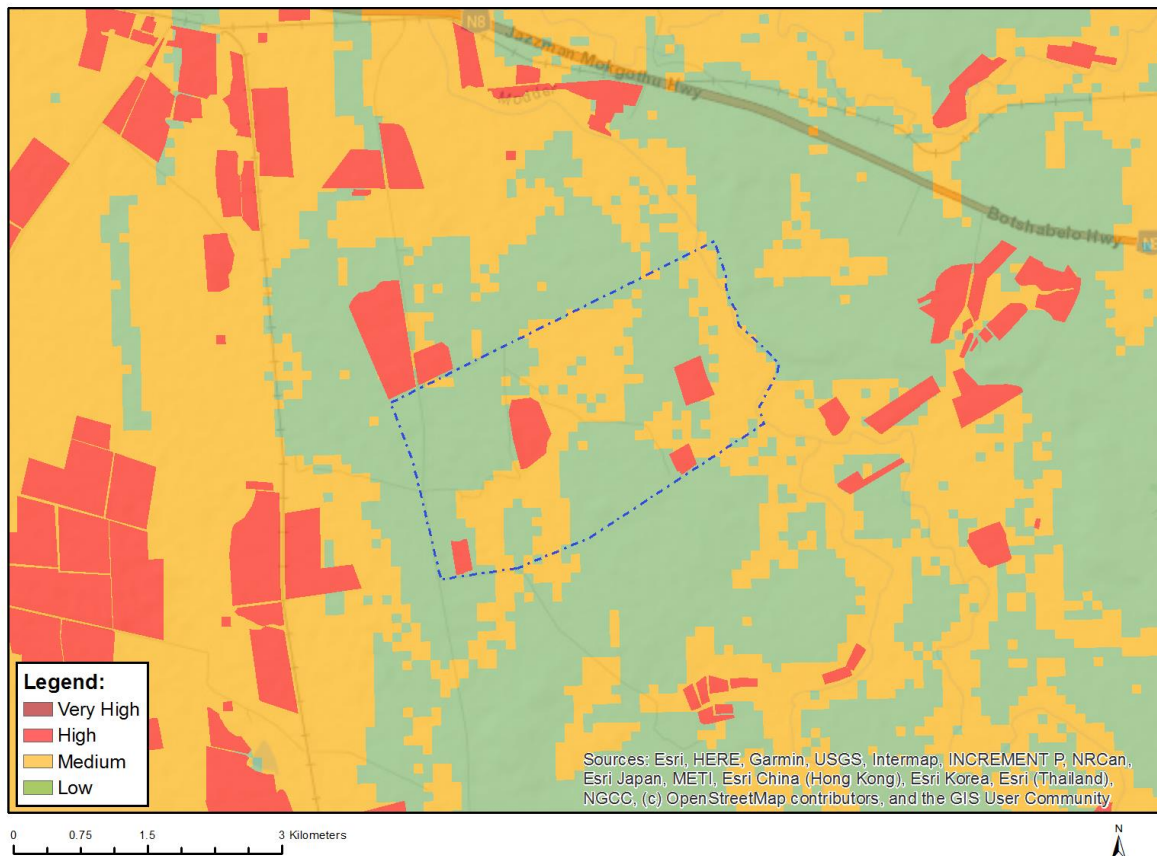 N8
Jazzman Mokgothu Hwy
Modder
Botshabelo Hwy
N8
Legend:
Very High
High
Medium
Low
Sources: Esri, HERE, Garmin, USGS, Intermap, INCREMENT P, NRCan,
Esri Japan, METI, Esri China (Hong Kong), Esri Korea, Esri (Thailand),
NGCC, (c) OpenStreetMap contributors, and the GIS User Community
0 0.75 1.5 3 Kilometers
N